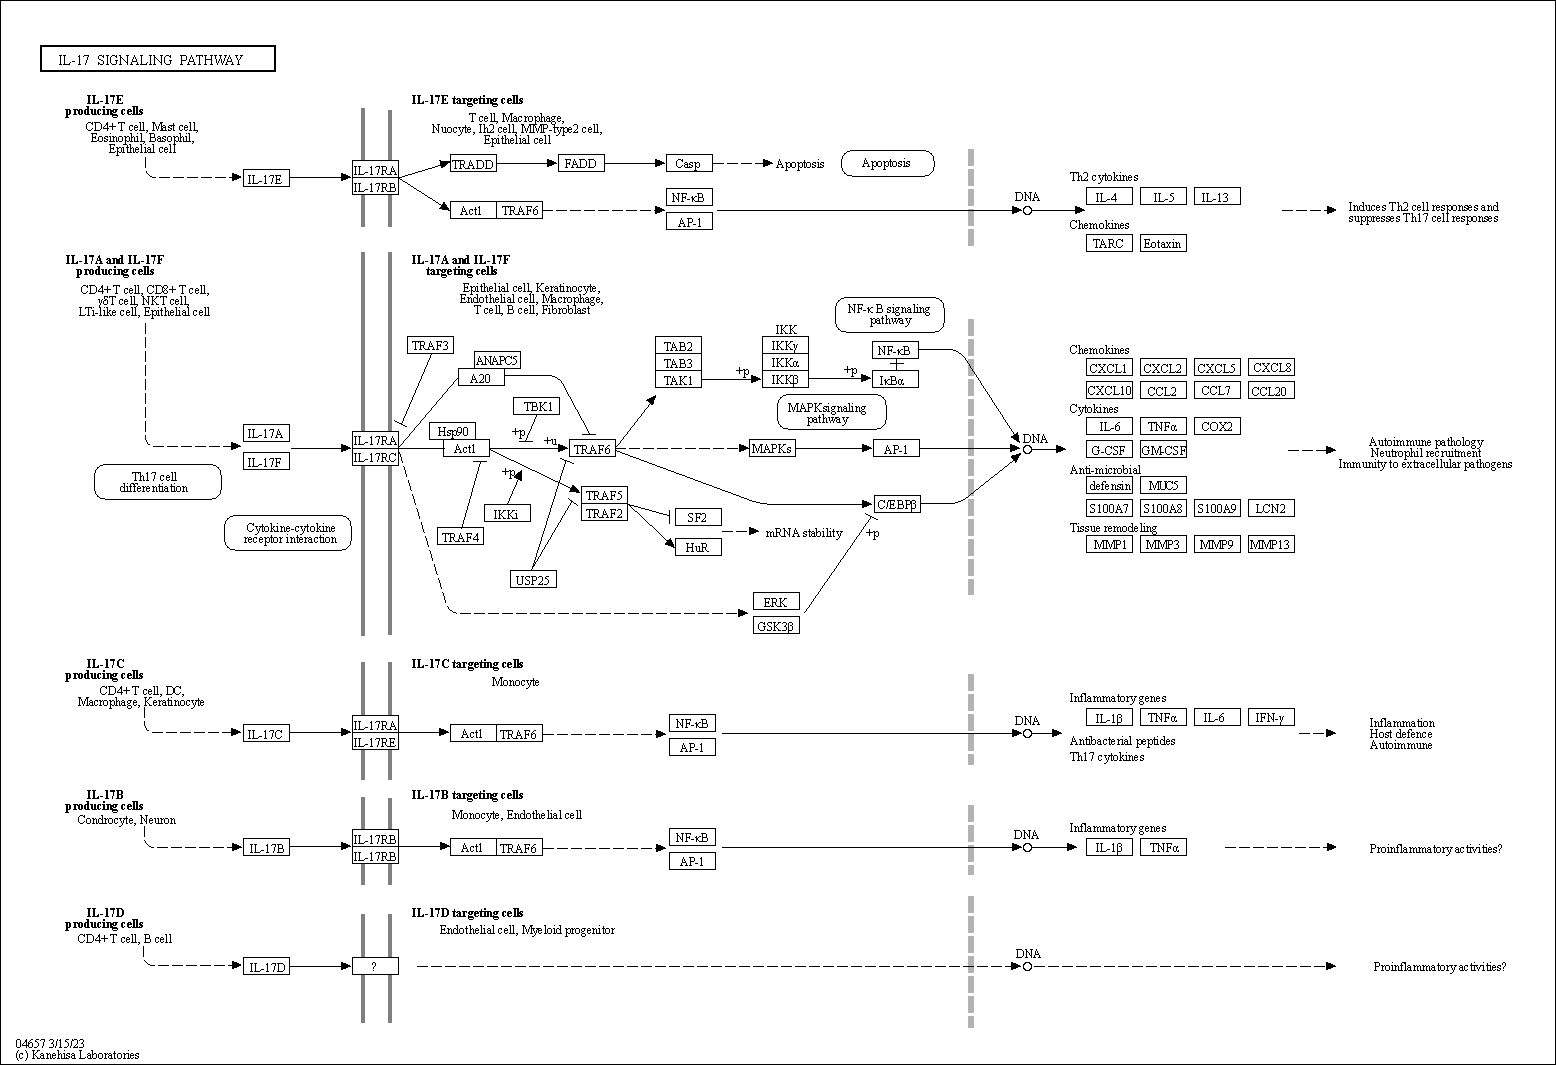 IL-17 SIGNALING PATHWAY
IL-17E
producing cells
CD4+ T cell, Mast cell,
Eosinophil, Basophil,
Epithelial cell
IL-17E
IL-17RA
IL-17RB
IL-17E targeting cells
T cell, Macrophage,
Nuocyte, Ih2 cell, MMP-type2 cell,
Epithelial cell
TRADD
FADD
Casp
Apoptosis
Apoptosis
Act1
TRAF6
NF-κB
AP-1
DNA
Th2 cytokines
IL-4
IL-5
IL-13
Chemokines
TARC
Eotaxin
Induces Th2 cell responses and
suppresses Th17 cell responses
IL-17A and IL-17F
producing cells
CD4+ T cell, CD8+ T cell,
γδT cell, NKT cell,
LTi-like cell, Epithelial cell
IL-17A
IL-17F
Th17 cell
differentiation
Cytokine-cytokine
receptor interaction
IL-17RA
IL-17RC
IL-17A and IL-17F
targeting cells
Epithelial cell, Keratinocyte,
Endothelial cell, Macrophage,
T cell, B cell, Fibroblast
TRAF3
ANAPC5
A20
TBK1
Hsp90
Act1
+p
+u
TRAF6
+p
IKKi
TRAF4
USP25
TRAF5
TRAF2
SF2
HuR
mRNA stability
TAB2
TAB3
TAK1
+p
IKK
IKKγ
IKKα
IKKβ
+p
NF-κB
IκBα
NF-κ B signaling
pathway
MAPK signaling
pathway
MAPKs
AP-1
C/EBPβ
+p
ERK
GSK3β
DNA
Chemokines
CXCL1
CXCL2
CXCL5
CXCL8
CXCL10
CCL2
CCL7
CCL20
Cytokines
IL-6
TNFα
COX2
G-CSF
GM-CSF
Anti-microbial
defensin
MUC5
S100A7
S100A8
S100A9
LCN2
Tissue remodeling
MMP1
MMP3
MMP9
MMP13
Autoimmune pathology
Neutrophil recruitment
Immunity to extracellular pathogens
IL-17C
producing cells
CD4+ T cell, DC,
Macrophage, Keratinocyte
IL-17C
IL-17RA
IL-17RE
IL-17C targeting cells
Monocyte
Act1
TRAF6
NF-κB
AP-1
DNA
Inflammatory genes
IL-1β
TNFα
IL-6
IFN-γ
Antibacterial peptides
Th17 cytokines
Inflammation
Host defence
Autoimmune
IL-17B
producing cells
Condrocyte, Neuron
IL-17B
IL-17RB
IL-17RB
IL-17B targeting cells
Monocyte, Endothelial cell
Act1
TRAF6
NF-κB
AP-1
DNA
Inflammatory genes
IL-1β
TNFα
Proinflammatory activities?
IL-17D
producing cells
CD4+ T cell, B cell
IL-17D
?
IL-17D targeting cells
Endothelial cell, Myeloid progenitor
DNA
Proinflammatory activities?
04657 3/15/23
(c) Kanehisa Laboratories